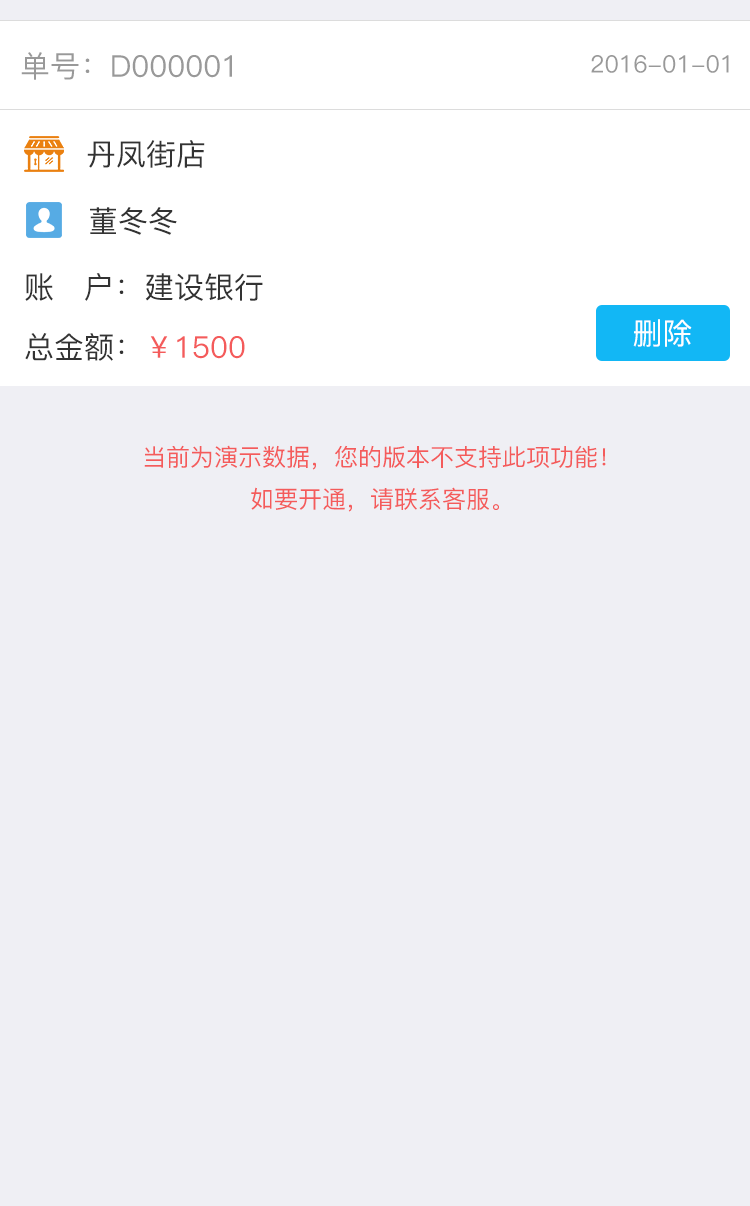 单号：D000001 2016-01-01
丹凤街店
董冬冬
账　户：建设银行
总金额：￥1500
删除
当前为演示数据，您的版本不支持此项功能！
如要开通，请联系客服。